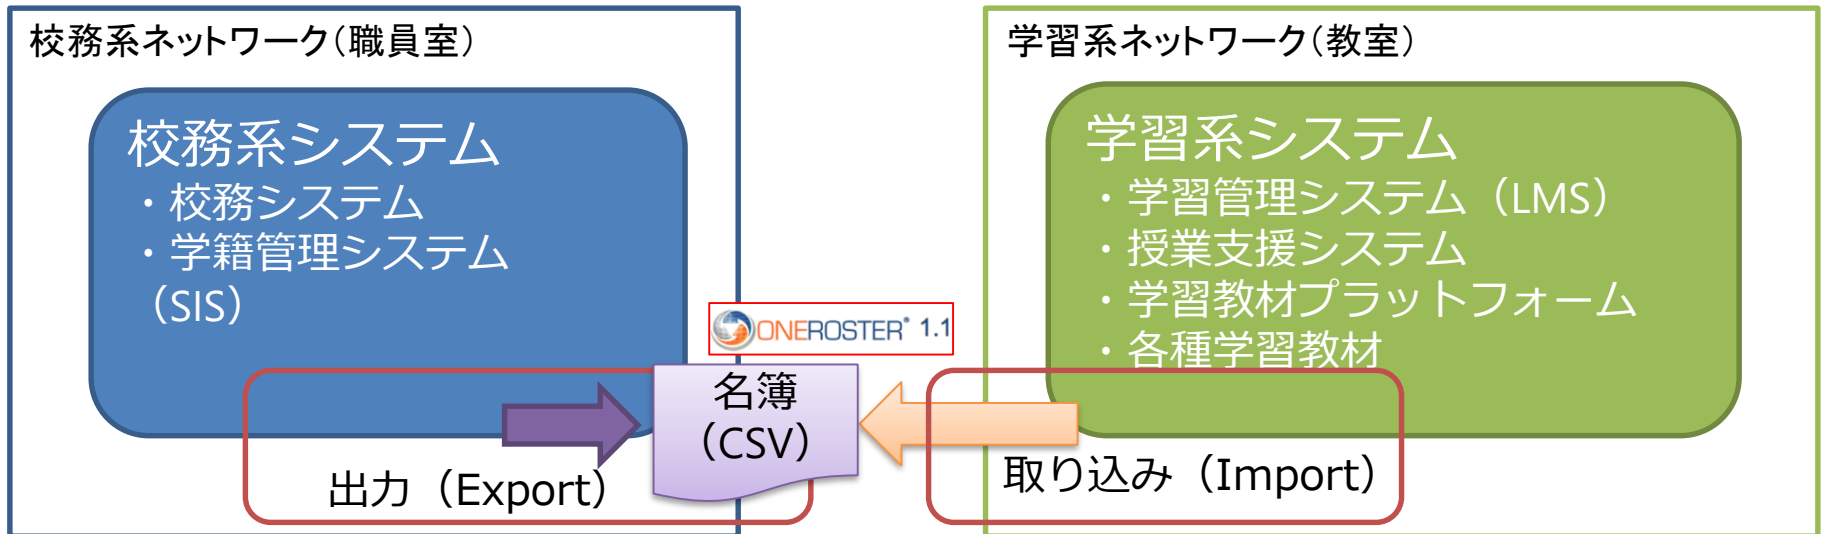 校務系ネットワーク（職員室）
校務系システム
・校務システム
・学籍管理システム
（SIS）
出力（Export）
ONEROSTER® 1.1
名簿
（CSV）
学習系ネットワーク（教室）
学習系システム
・学習管理システム（LMS）
・授業支援システム
・学習教材プラットフォーム
・各種学習教材
取り込み（Import）